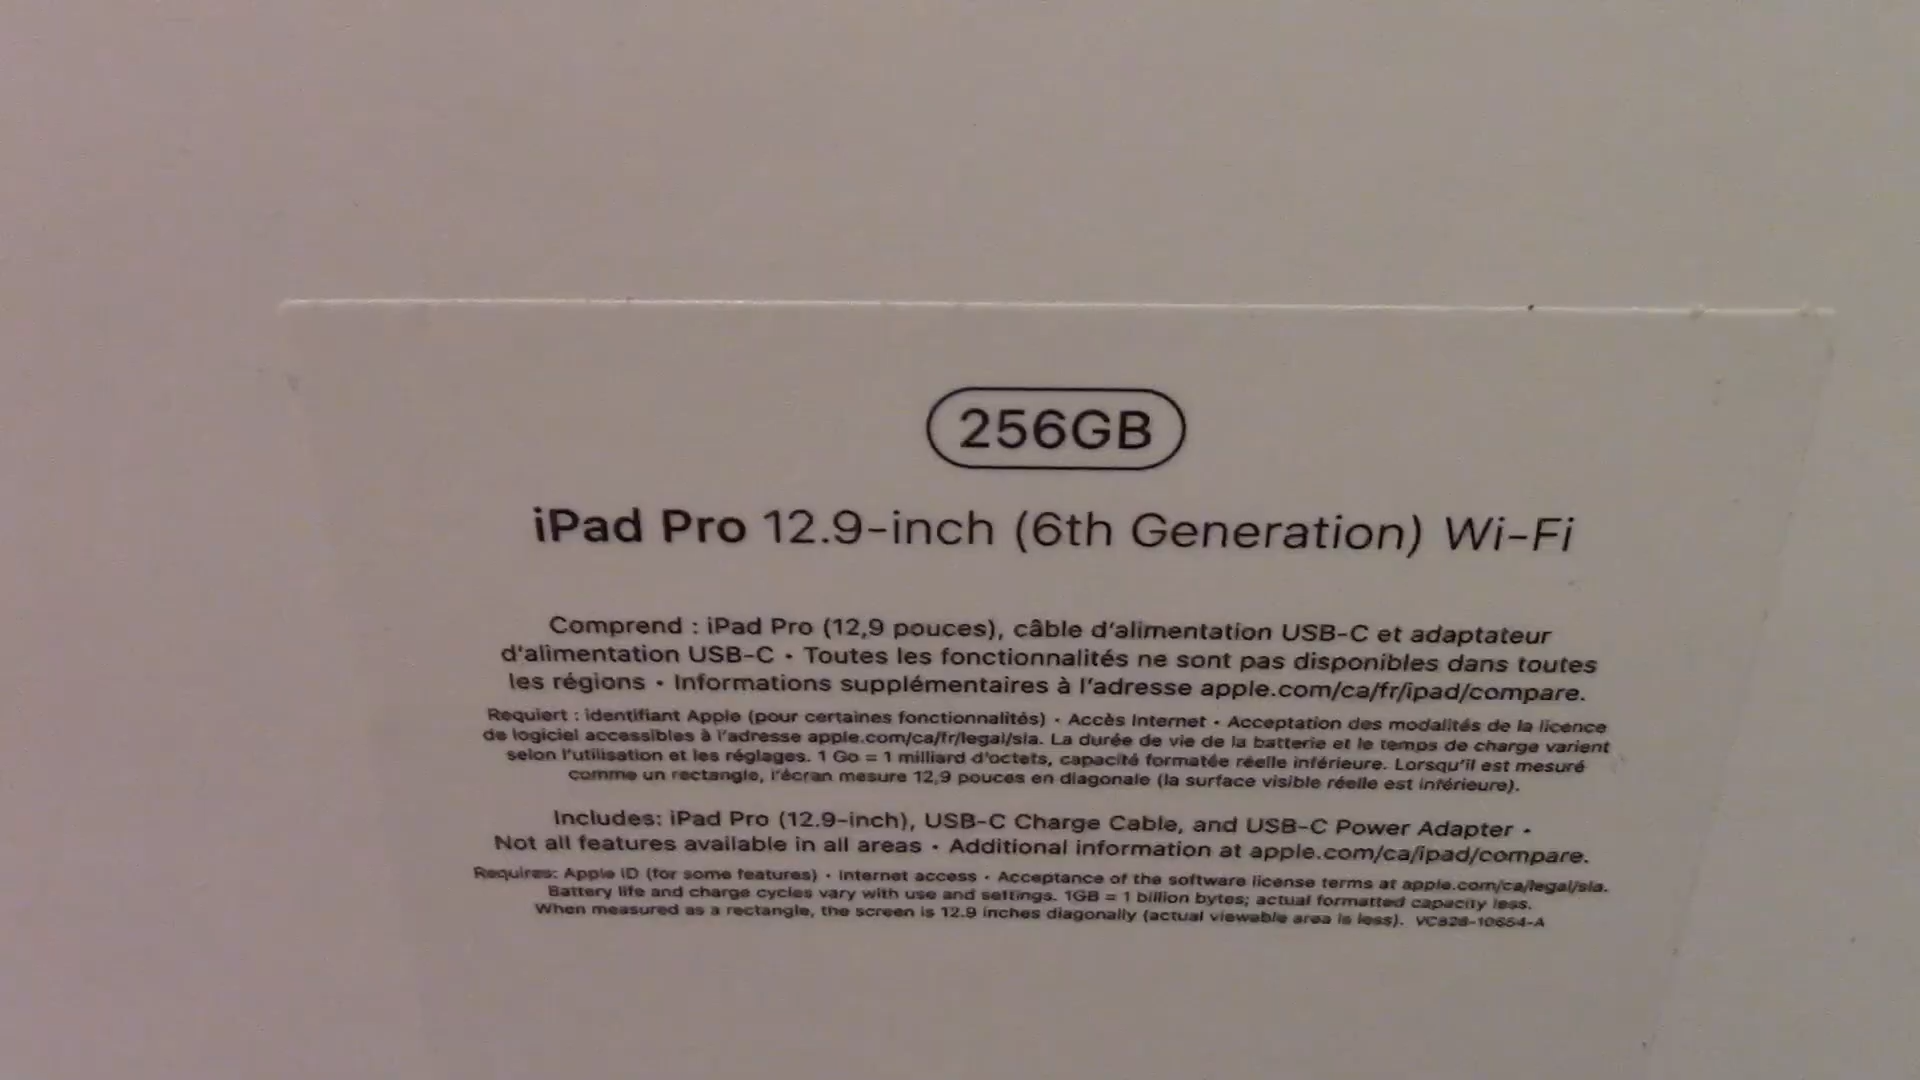 256GB
iPad Pro 12.9-inch (6th Generation) Wi-Fi
Comprend : iPad Pro (12,9 pouces), câble d'alimentation USB-C et adaptateur
d'alimentation USB-C • Toutes les fonctionnalités ne sont pas disponibles dans toutes
les régions • Informations supplémentaires à l'adresse apple.com/ca/fr/ipad/compare.
Requiert : identifiant Apple (pour certaines fonctionnalités) • Accès Internet • Acceptation des modalités de la licence
de logiciel accessibles à l'adresse apple.com/ca/fr/legal/sla. La durée de vie de la batterie et le temps de charge varient
selon l'utilisation et les réglages. 1 Go = 1 milliard d'octets, capacité formatée réelle inférieure. Lorsqu'il est mesuré
comme un rectangle, l'écran mesure 12,9 pouces en diagonale (la surface visible réelle est inférieure).
Includes: iPad Pro (12.9-inch), USB-C Charge Cable, and USB-C Power Adapter •
Not all features available in all areas • Additional information at apple.com/ca/ipad/compare.
Requires: Apple ID (for some features) • Internet access • Acceptance of the software license terms at apple.com/ca/legal/sla.
Battery life and charge cycles vary with use and settings. 1GB = 1 billion bytes; actual formatted capacity less.
When measured as a rectangle, the screen is 12.9 inches diagonally (actual viewable area is less). VC828-10654-A